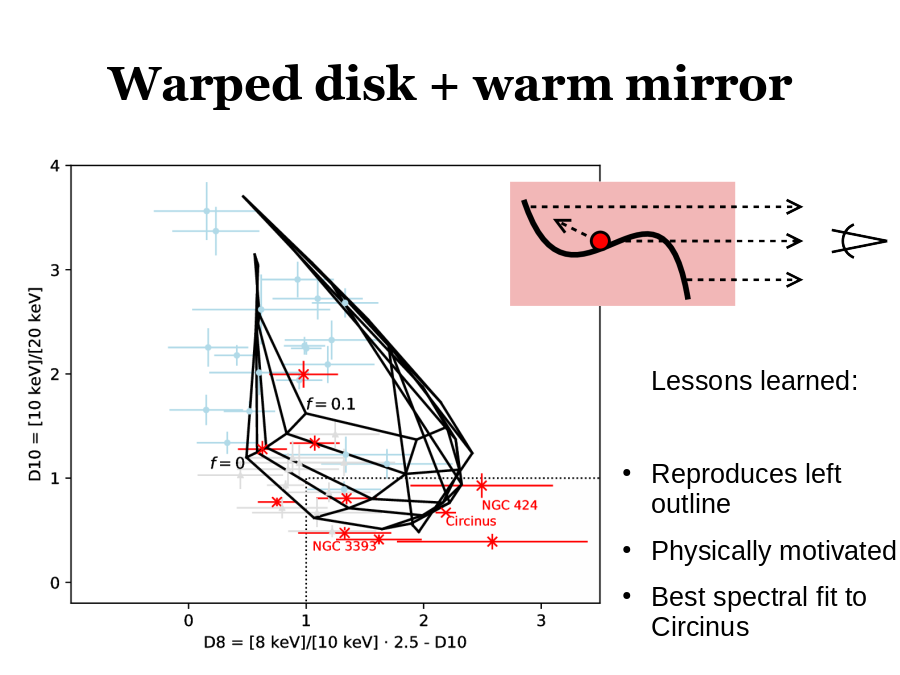 Warped disk + warm mirror
4
3
2
1
0
D10 = [10 keV]/[20 keV]
f = 0.1
f = 0
NGC 424
Circinus
NGC 3393
0
1
2
3
D8 = [8 keV]/[10 keV] · 2.5 - D10
Lessons learned:
• Reproduces left
outline
• Physically motivated
• Best spectral fit to
Circinus